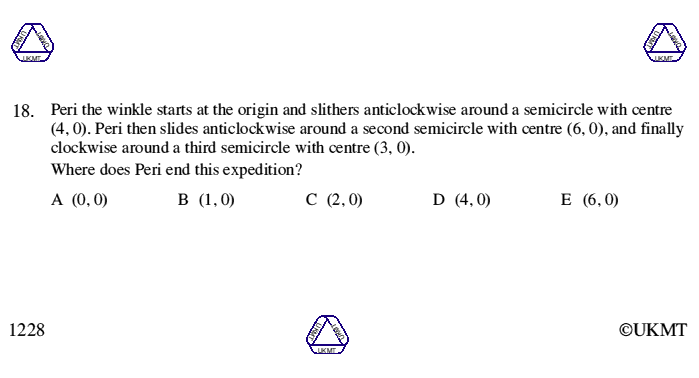 UKMT UKMT UKMT
UKMT UKMT UKMT
18. Peri the winkle starts at the origin and slithers anticlockwise around a semicircle with centre
(4, 0). Peri then slides anticlockwise around a second semicircle with centre (6, 0), and finally
clockwise around a third semicircle with centre (3, 0).
Where does Peri end this expedition?
A (0, 0) B (1, 0) C (2, 0) D (4, 0) E (6, 0)
1228
UKMT UKMT UKMT
©UKMT